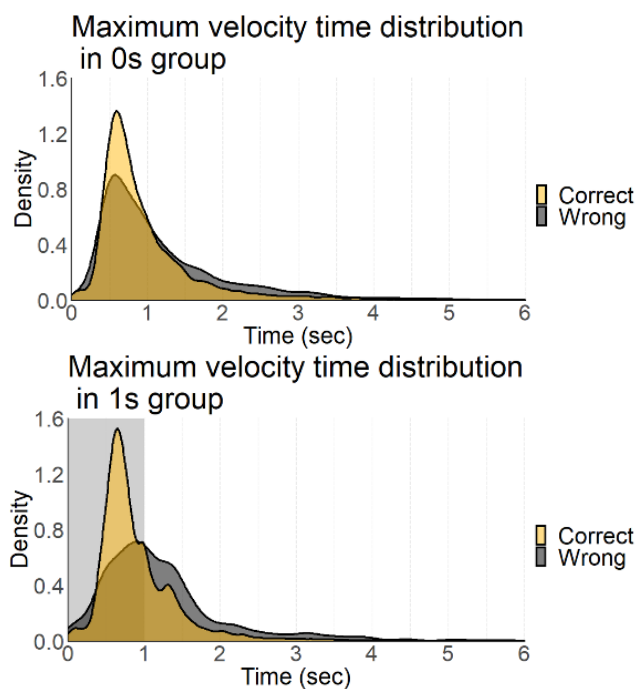 Maximum velocity time distribution
in 0s group
1.6
1.2
0.8
0.4
0.0
Density
0 1 2 3 4 5 6
Time (sec)
Correct
Wrong
Maximum velocity time distribution
in 1s group
1.6
1.2
0.8
0.4
0.0
Density
0 1 2 3 4 5 6
Time (sec)
Correct
Wrong